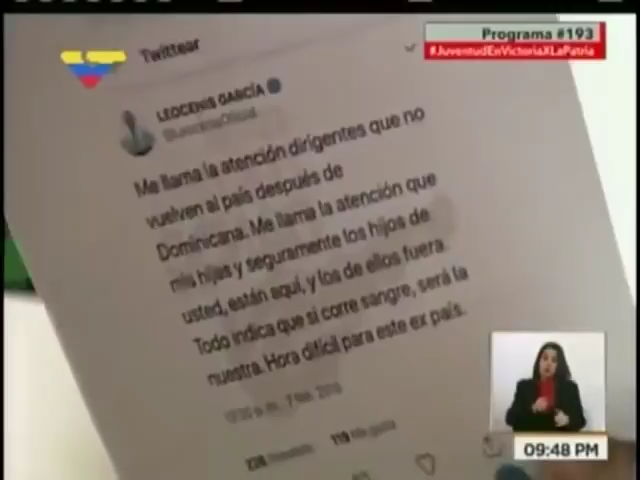 Programa #193
#JuventudEnVictoriaXLaPatria
Twittear
LEOCENIS GARCÍA
Me llama la atención dirigentes que no
vuelven al país después de
Dominicana. Me llama la atención que
mis hijas y seguramente los hijos de
usted, están aquí, y los de ellos fuera.
Todo indica que si corre sangre, será la
nuestra. Hora difícil para este ex país.
09:48 PM